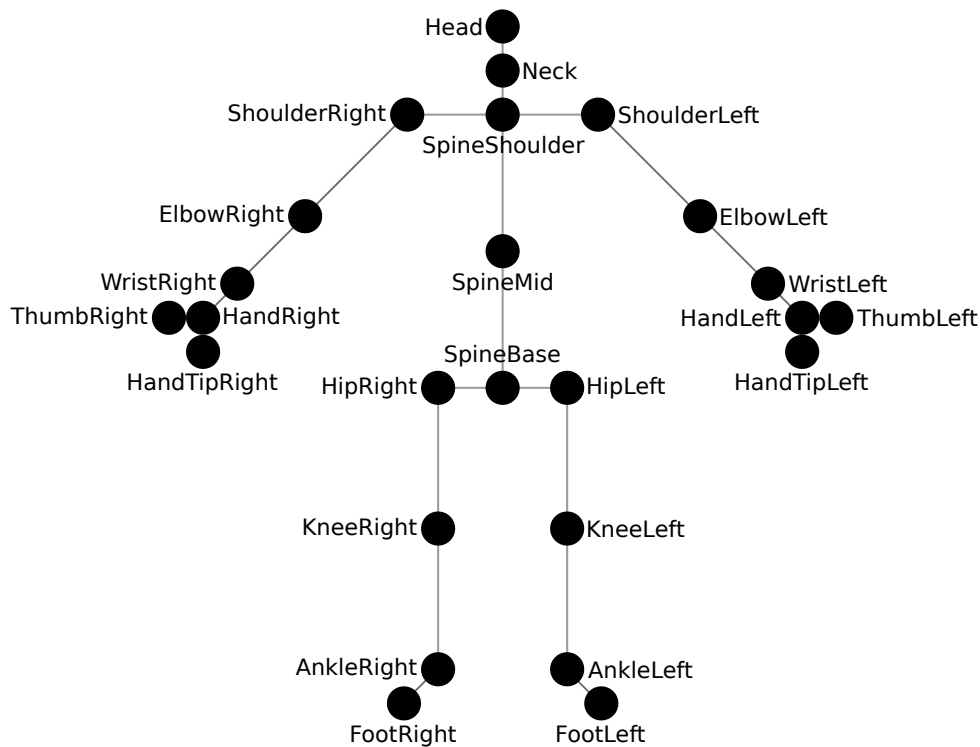 Head
Neck
ShoulderRight
ShoulderLeft
SpineShoulder
ElbowRight
ElbowLeft
WristRight
SpineMid
WristLeft
ThumbRight
HandRight
HandLeft
ThumbLeft
SpineBase
HandTipRight
HipRight
HipLeft
HandTipLeft
KneeRight
KneeLeft
AnkleRight
AnkleLeft
FootRight
FootLeft